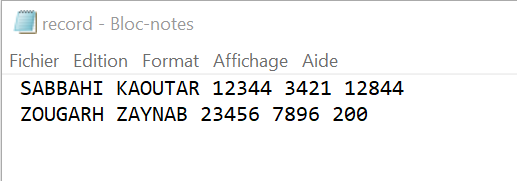 record - Bloc-notes
Fichier Edition Format Affichage Aide
SABBAHI KAOUTAR 12344 3421 12844
ZOUGARH ZAYNAB 23456 7896 200